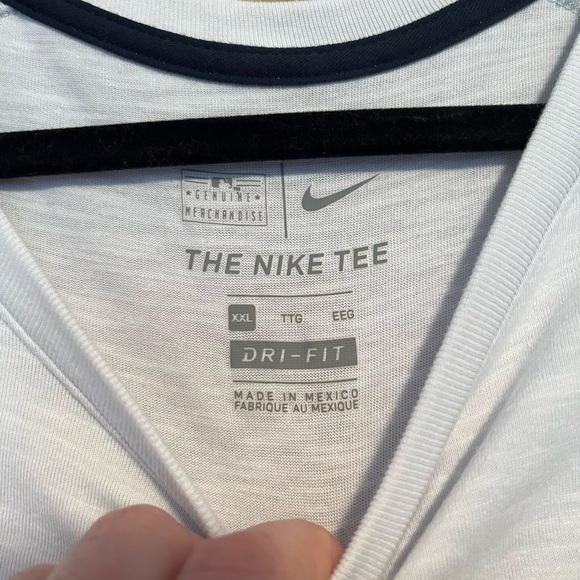 GENUINE
MERCHANDISE
THE NIKE TEE
XXL TTG EEG
DRI-FIT
MADE IN MEXICO
FABRIQUE AU MEXIQUE